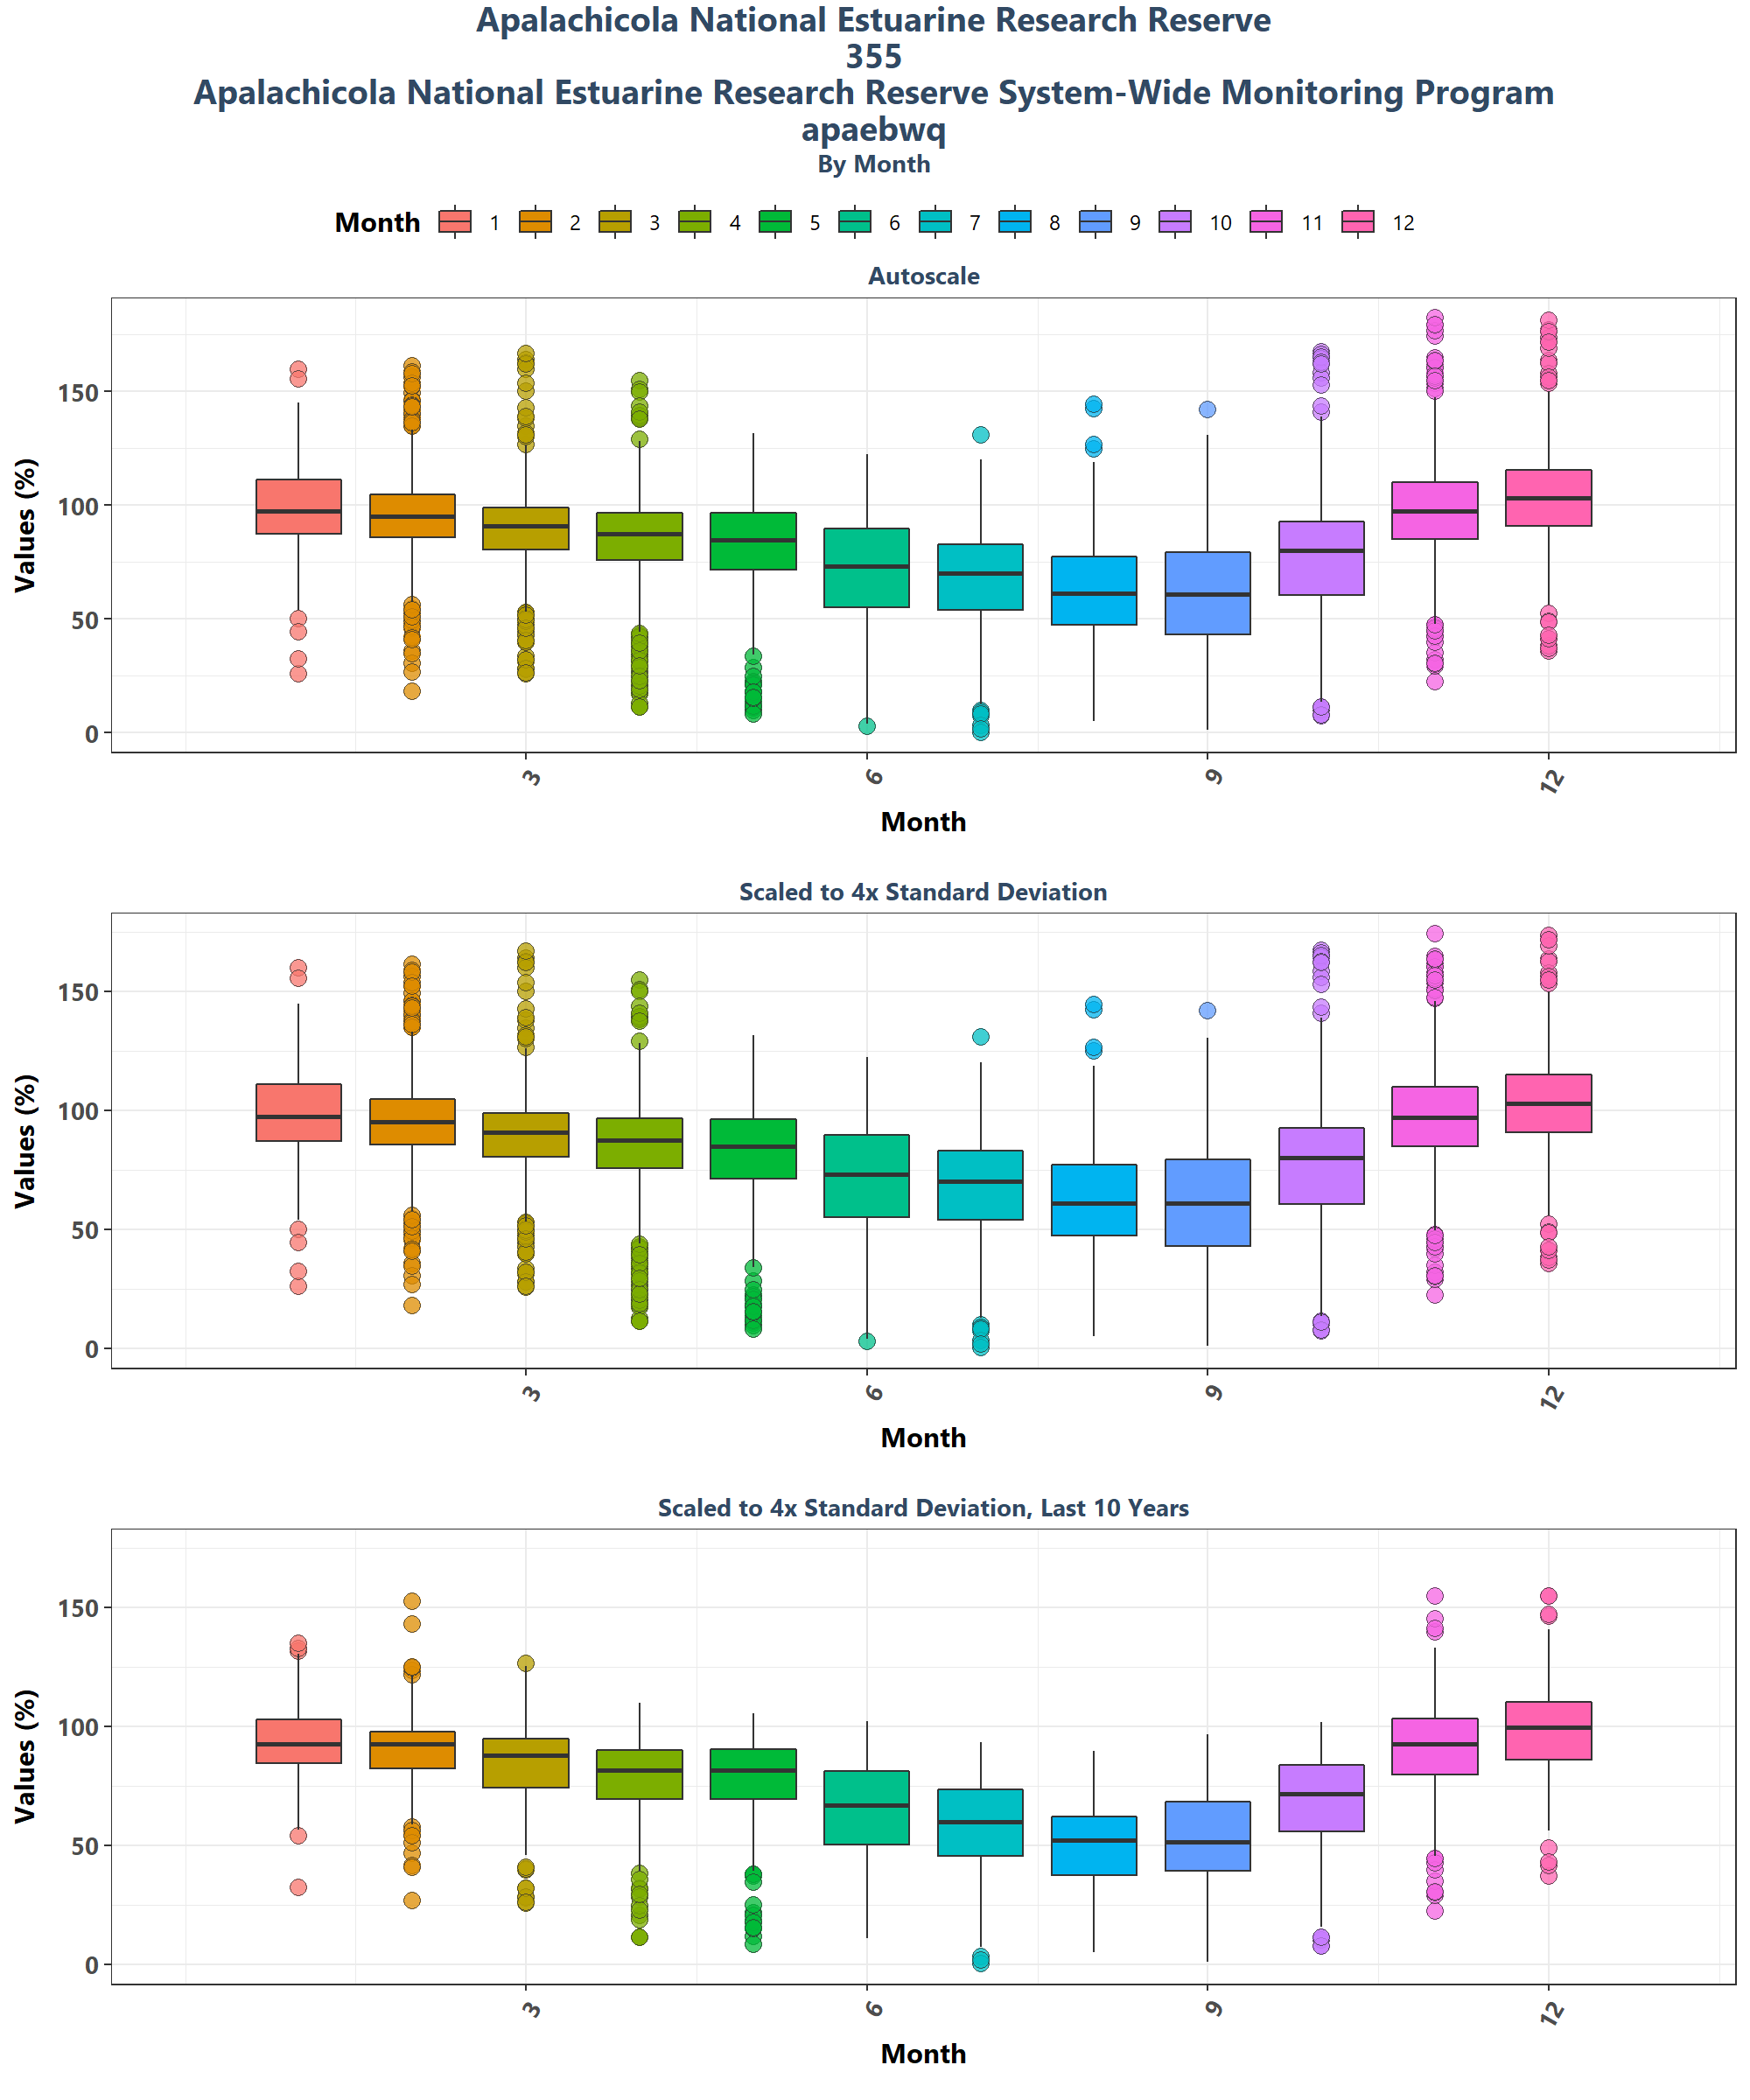 Apalachicola National Estuarine Research Reserve
355
Apalachicola National Estuarine Research Reserve System-Wide Monitoring Program
apaebwq
By Month
Month 1 2 3 4 5 6 7 8 9 10 11 12
Autoscale
Values (%)
150
100
50
0
3 6 9 12
Month
Scaled to 4x Standard Deviation
Values (%)
150
100
50
0
3 6 9 12
Month
Scaled to 4x Standard Deviation, Last 10 Years
Values (%)
150
100
50
0
3 6 9 12
Month